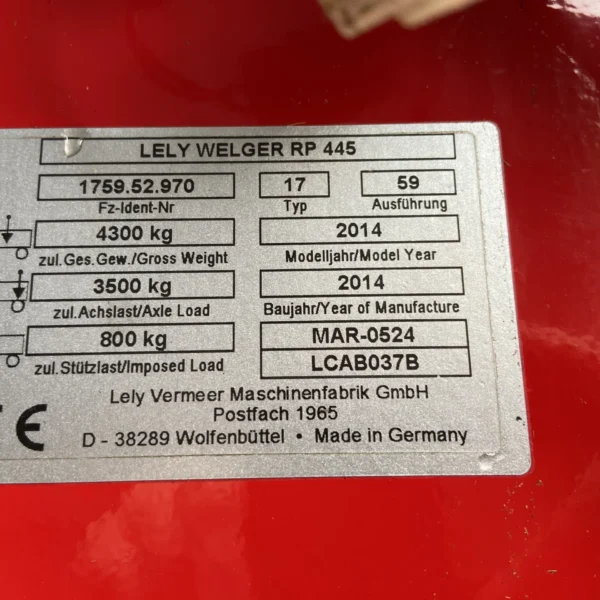 LELY WELGER RP 445
1759.52.970 17 59
Fz-Ident-Nr Typ Ausführung
4300 kg 2014
zul.Ges.Gew./Gross Weight Modelljahr/Model Year
3500 kg 2014
zul.Achslast/Axle Load Baujahr/Year of Manufacture
800 kg MAR-0524
zul.Stützlast/Imposed Load LCAB037B
Lely Vermeer Maschinenfabrik GmbH
Postfach 1965
CE D - 38289 Wolfenbüttel • Made in Germany